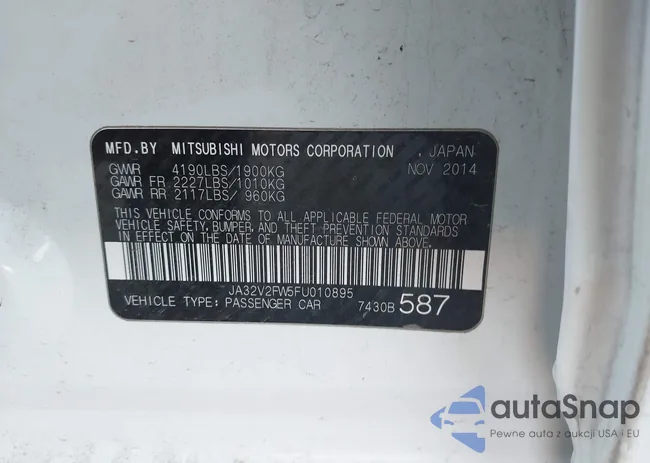 MFD.BY MITSUBISHI MOTORS CORPORATION , JAPAN
GVWR 4190LBS/1900KG NOV 2014
GAWR FR 2227LBS/1010KG
GAWR RR 2117LBS/ 960KG
THIS VEHICLE CONFORMS TO ALL APPLICABLE FEDERAL MOTOR
VEHICLE SAFETY, BUMPER, AND THEFT PREVENTION STANDARDS
IN EFFECT ON THE DATE OF MANUFACTURE SHOWN ABOVE.
JA32V2FW5FU010895
VEHICLE TYPE: PASSENGER CAR 7430B 587
autaSnap
Pewne auta z aukcji USA i EU